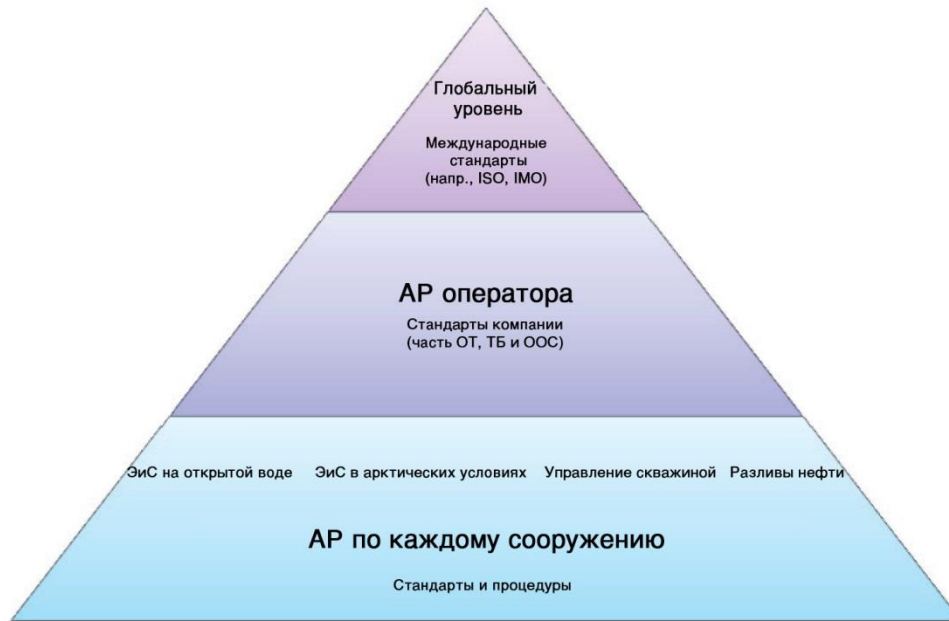 Глобальный
уровень
Международные
стандарты
(напр., ISO, IMO)
АР оператора
Стандарты компании
(часть ОТ, ТБ и ООС)
ЭиС на открытой воде ЭиС в арктических условиях Управление скважиной Разливы нефти
АР по каждому сооружению
Стандарты и процедуры